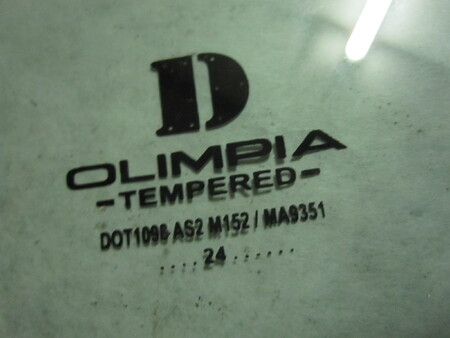 D
OLIMPIA
-TEMPERED-
DOT1098 AS2 M152 / MA9351
....24......